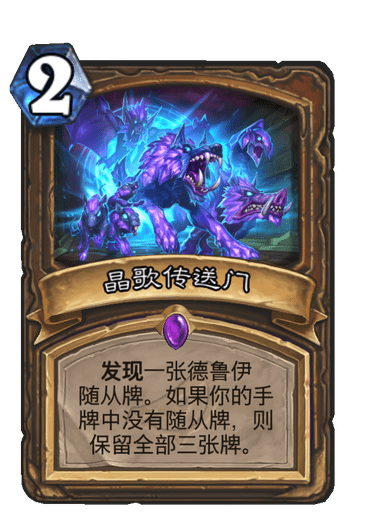 2
晶歌传送门
发现一张德鲁伊
随从牌。如果你的手
牌中没有随从牌，则
保留全部三张牌。